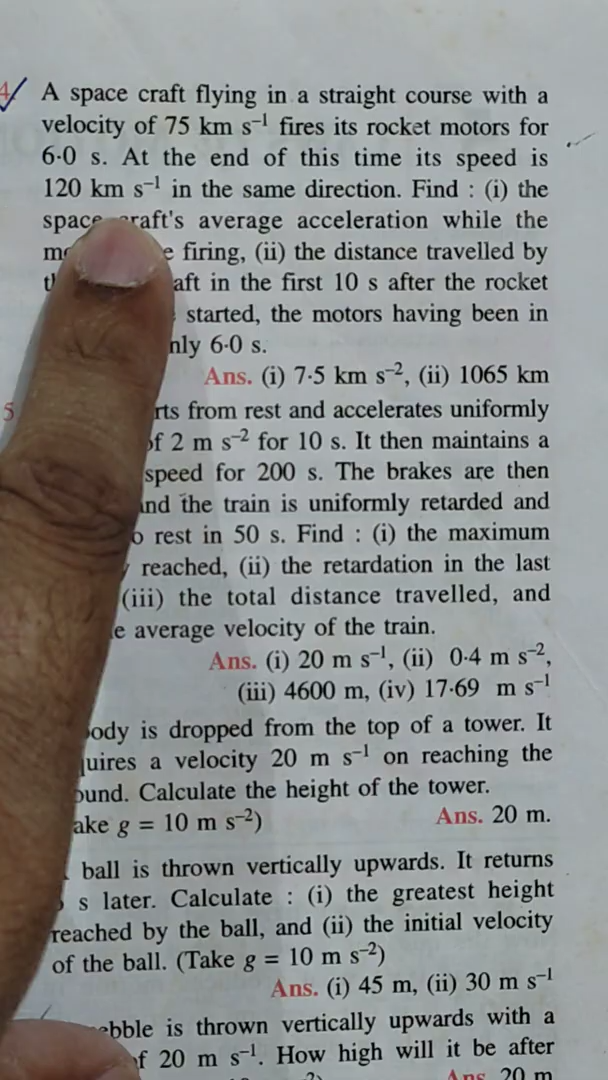 4.
A space craft flying in a straight course with a
velocity of 75 km s⁻¹ fires its rocket motors for
6·0 s. At the end of this time its speed is
120 km s⁻¹ in the same direction. Find : (i) the
space craft's average acceleration while the
firing, (ii) the distance travelled by
in the first 10 s after the rocket
started, the motors having been in
6·0 s.
Ans. (i) 7·5 km s⁻², (ii) 1065 km
5
from rest and accelerates uniformly
2 m s⁻² for 10 s. It then maintains a
speed for 200 s. The brakes are then
and the train is uniformly retarded and
rest in 50 s. Find : (i) the maximum
reached, (ii) the retardation in the last
(iii) the total distance travelled, and
average velocity of the train.
Ans. (i) 20 m s⁻¹, (ii) 0·4 m s⁻²,
(iii) 4600 m, (iv) 17·69 m s⁻¹
body is dropped from the top of a tower. It
a velocity 20 m s⁻¹ on reaching the
Calculate the height of the tower.
g = 10 m s⁻²) Ans. 20 m.
ball is thrown vertically upwards. It returns
s later. Calculate : (i) the greatest height
reached by the ball, and (ii) the initial velocity
of the ball. (Take g = 10 m s⁻²)
Ans. (i) 45 m, (ii) 30 m s⁻¹
is thrown vertically upwards with a
of 20 m s⁻¹. How high will it be after
Ans. 20 m